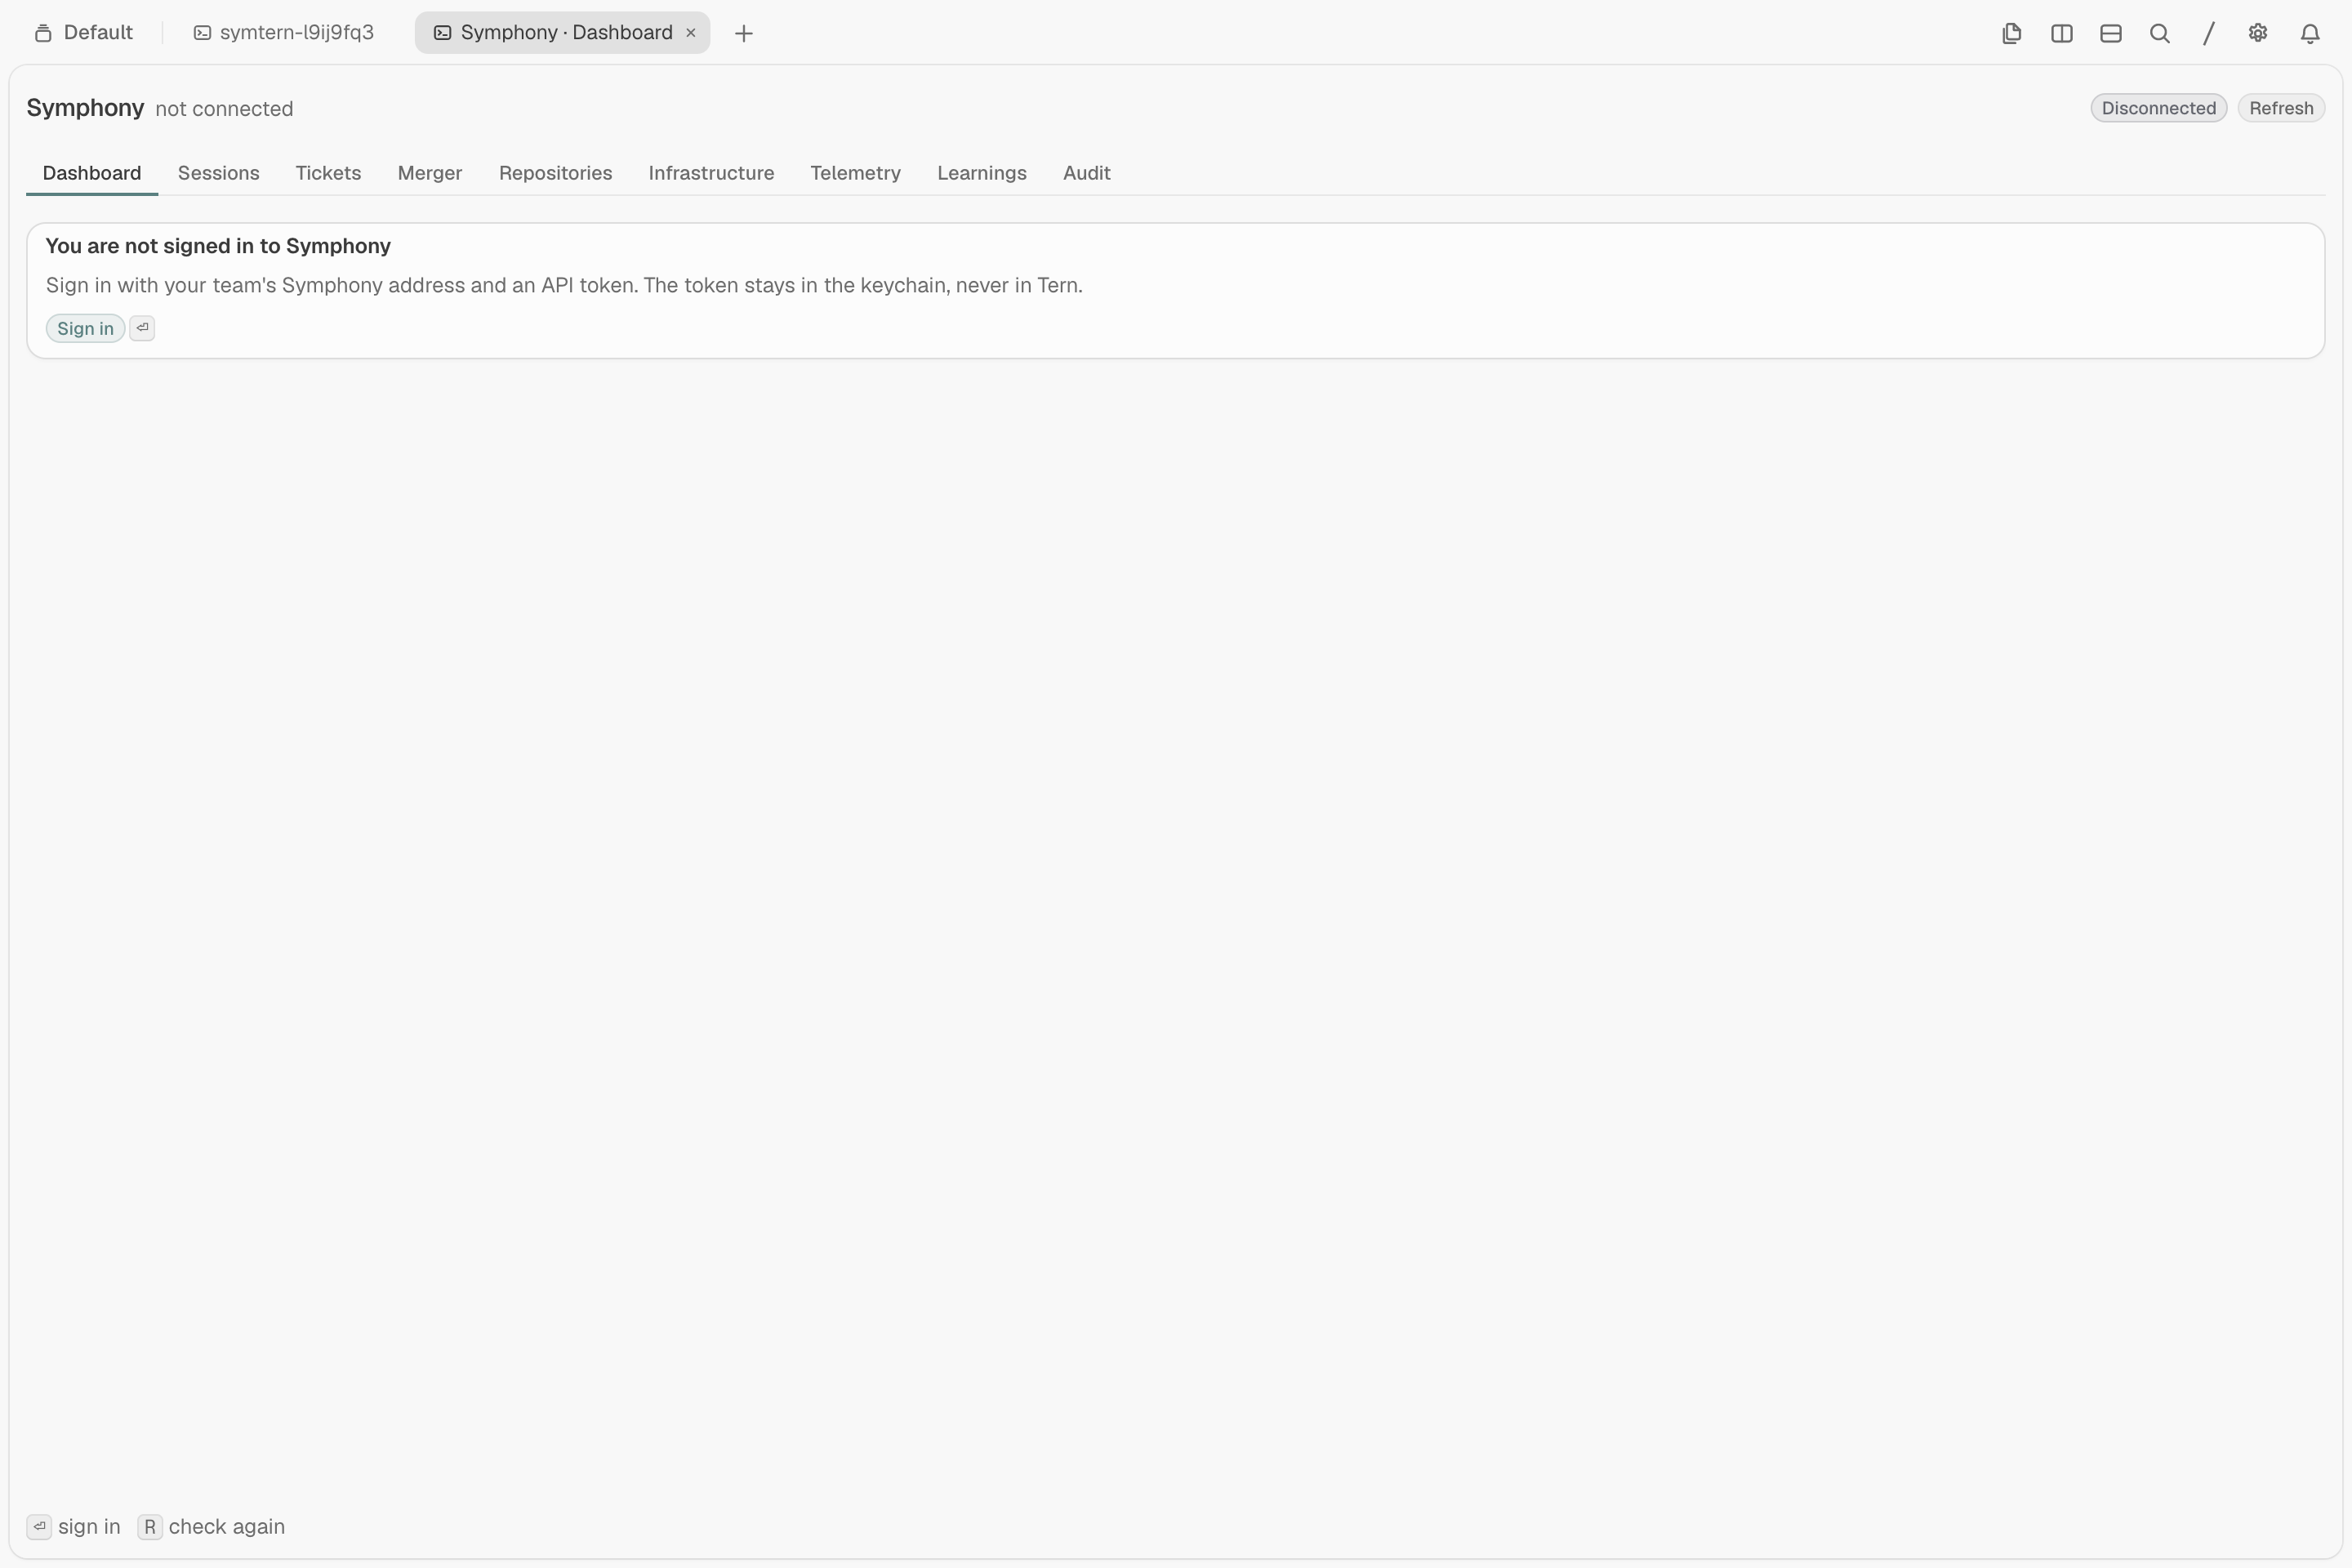 Default
symtern-l9ij9fq3
Symphony · Dashboard ×
Symphony not connected
Disconnected
Refresh
Dashboard Sessions Tickets Merger Repositories Infrastructure Telemetry Learnings Audit
You are not signed in to Symphony
Sign in with your team's Symphony address and an API token. The token stays in the keychain, never in Tern.
Sign in ⏎
⏎ sign in R check again